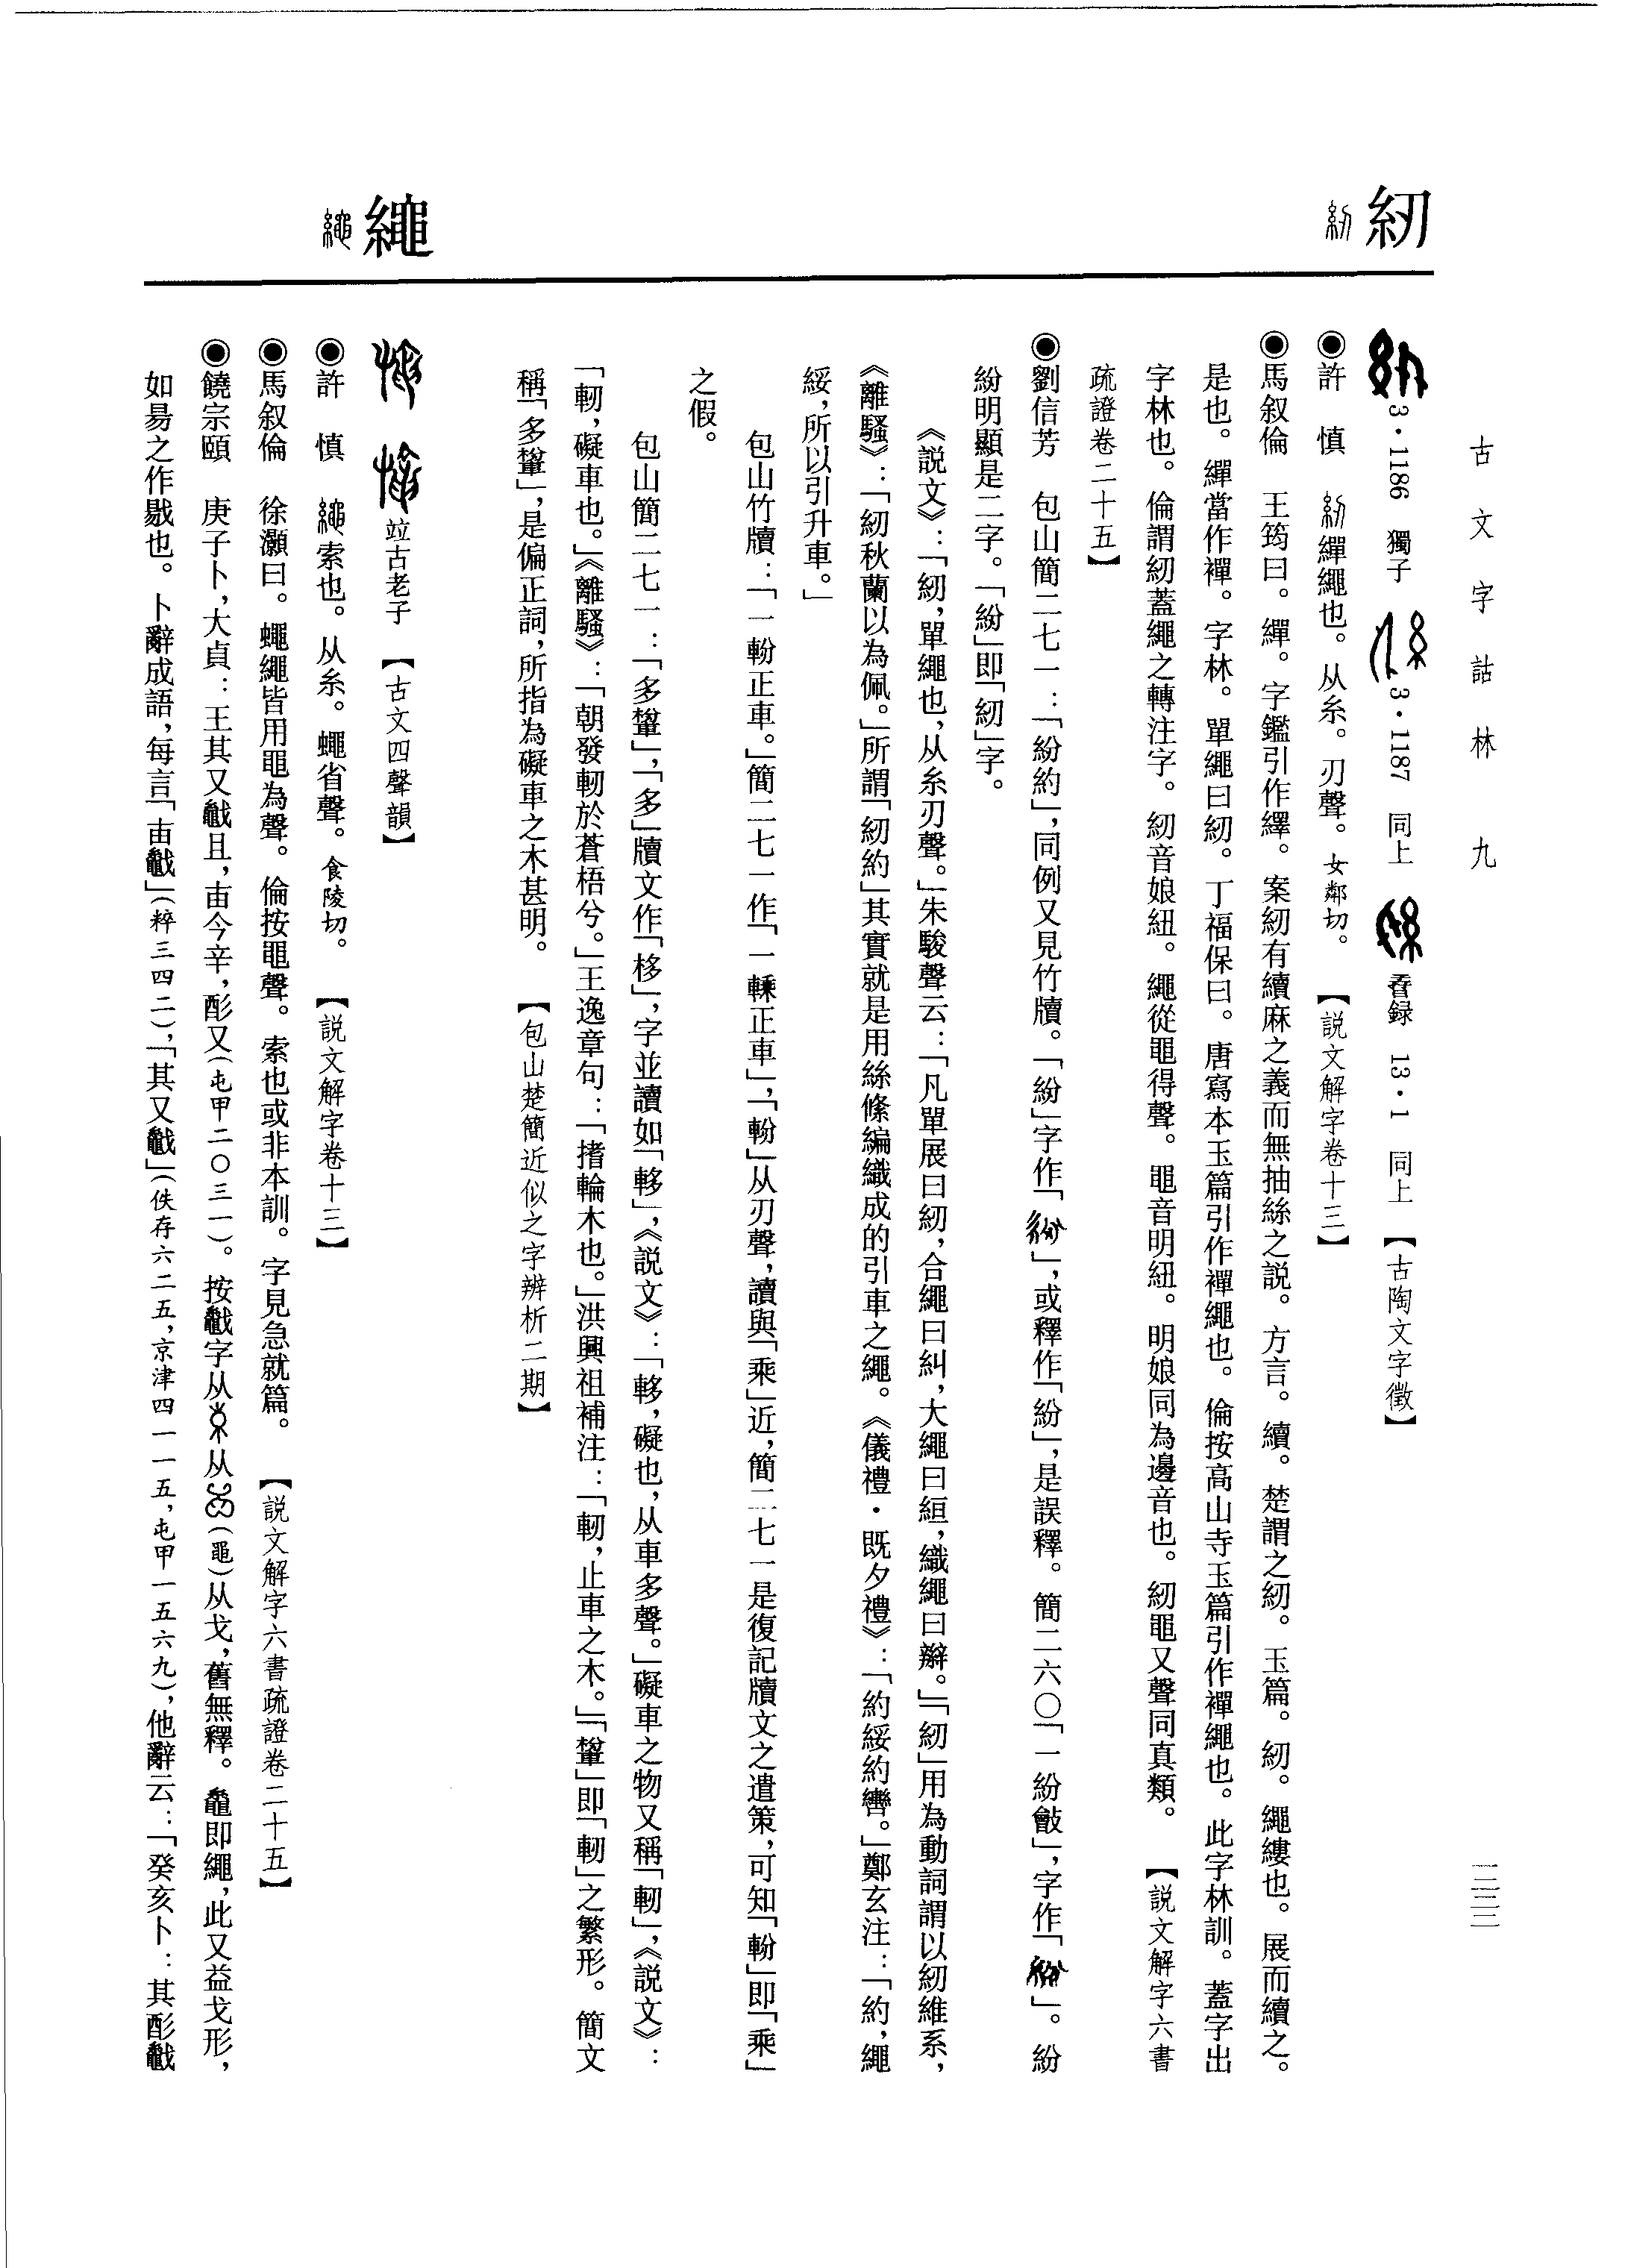 古文字詁林　九
一三三三
紉
繩
3·1186　獨子　3·1187　同上　香録　13·1　同上　【古陶文字徵】
◉許　慎　紉繟繩也。从糸。刃聲。女鄰切。　【説文解字卷十三】
◉馬叙倫　王筠曰。繟。字鑑引作繹。案紉有續麻之義而無抽絲之説。方言。續。楚謂之紉。玉篇。紉。繩縷也。展而續之。
是也。繟當作襌。字林。單繩曰紉。丁福保曰。唐寫本玉篇引作襌繩也。倫按高山寺玉篇引作襌繩也。此字林訓。蓋字出
字林也。倫謂紉蓋繩之轉注字。紉音娘紐。繩從黽得聲。黽音明紐。明娘同為邊音也。紉黽又聲同真類。　【説文解字六書
疏證卷二十五】
◉劉信芳　包山簡二七一：「紛約」，同例又見竹牘。「紛」字作「」，或釋作「紛」，是誤釋。簡二六〇「一紛㪉」，字作「」。紛
紛明顯是二字。「紛」即「紉」字。
《説文》：「紉，單繩也，从糸刃聲。」朱駿聲云：「凡單展曰紉，合繩曰糾，大繩曰絙，織繩曰辮。」「紉」用為動詞謂以紉維系，
《離騷》：「紉秋蘭以為佩。」所謂「紉約」其實就是用絲絛編織成的引車之繩。《儀禮·既夕禮》：「約綏約轡。」鄭玄注：「約，繩
綏，所以引升車。」
包山竹牘：「一軵正車。」簡二七一作「一輮正車」，「」从刃聲，讀與「乘」近，簡二七一是復記牘文之遣策，可知「」即「乘」
之假。
包山簡二七一：「多」，「多」牘文作「栘」，字並讀如「軫」，《説文》：「，礙也，从車多聲。」礙車之物又稱「軔」，《説文》：
「軔，礙車也。」《離騷》：「朝發軔於蒼梧兮。」王逸章句：「搘輪木也。」洪興祖補注：「軔，止車之木。」「」即「軔」之繁形。簡文
稱「多」，是偏正詞，所指為礙車之木甚明。　【包山楚簡近似之字辨析二期】
竝古老子　【古文四聲韻】
◉許　慎　繩索也。从糸。蠅省聲。食陵切。　【説文解字卷十三】
◉馬叙倫　徐灝曰。蠅繩皆用黽為聲。倫按黽聲。索也或非本訓。字見急就篇。　【説文解字六書疏證卷二十五】
◉饒宗頤　庚子卜，大貞：王其又且，叀今辛，酌又（屯甲二〇三一）。按字从从（黽）从戈，舊無釋。即繩，此又益戈形，
如易之作敡也。卜辭成語，每言「叀」（粹三四二），「其又」（佚存六二五，京津四一一五，屯甲一五六九），他辭云：「癸亥卜：其酌